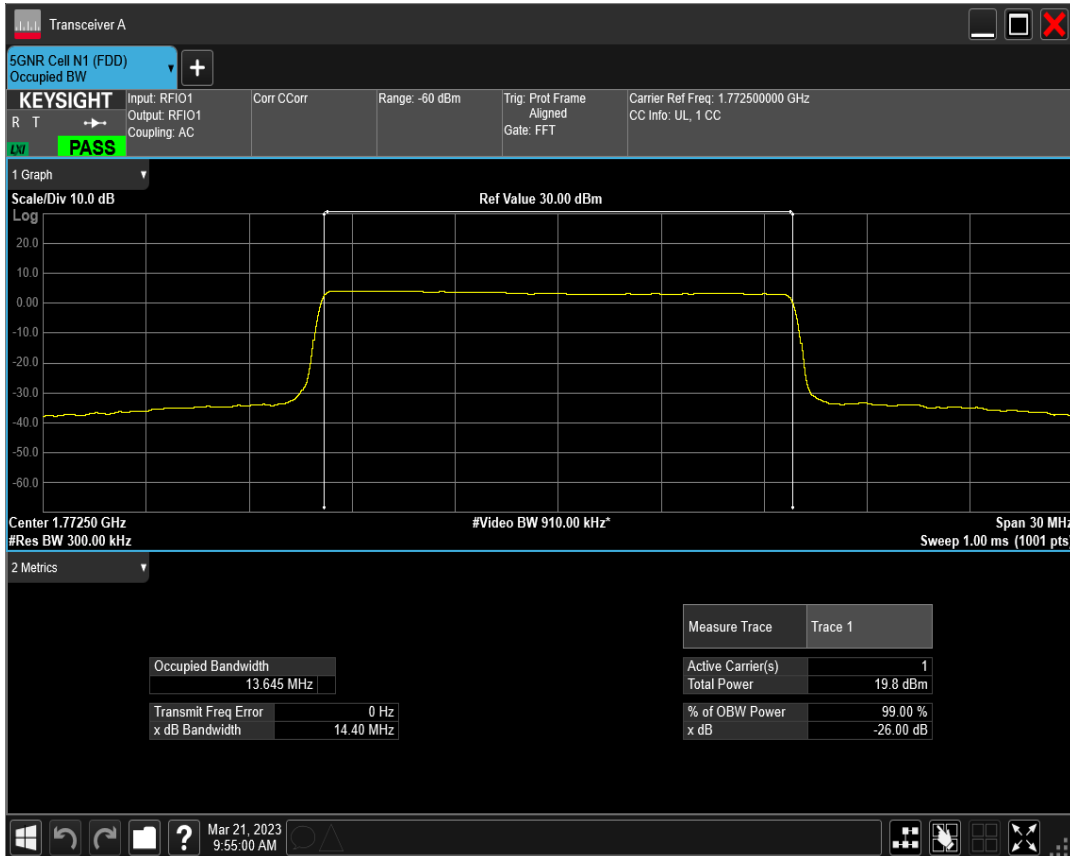 Transceiver A
5GNR Cell N1 (FDD)
Occupied BW
+
KEYSIGHT
R T
LXI
PASS
Input: RFIO1
Output: RFIO1
Coupling: AC
Corr CCorr
Range: -60 dBm
Trig: Prot Frame
Aligned
Gate: FFT
Carrier Ref Freq: 1.772500000 GHz
CC Info: UL, 1 CC
1 Graph
Scale/Div 10.0 dB
Ref Value 30.00 dBm
Log
20.0
10.0
0.00
-10.0
-20.0
-30.0
-40.0
-50.0
-60.0
Center 1.77250 GHz
#Video BW 910.00 kHz*
Span 30 MHz
#Res BW 300.00 kHz
Sweep 1.00 ms (1001 pts)
2 Metrics
Measure Trace Trace 1
Occupied Bandwidth
13.645 MHz
Active Carrier(s) 1
Total Power 19.8 dBm
Transmit Freq Error 0 Hz
x dB Bandwidth 14.40 MHz
% of OBW Power 99.00 %
x dB -26.00 dB
?
Mar 21, 2023
9:55:00 AM